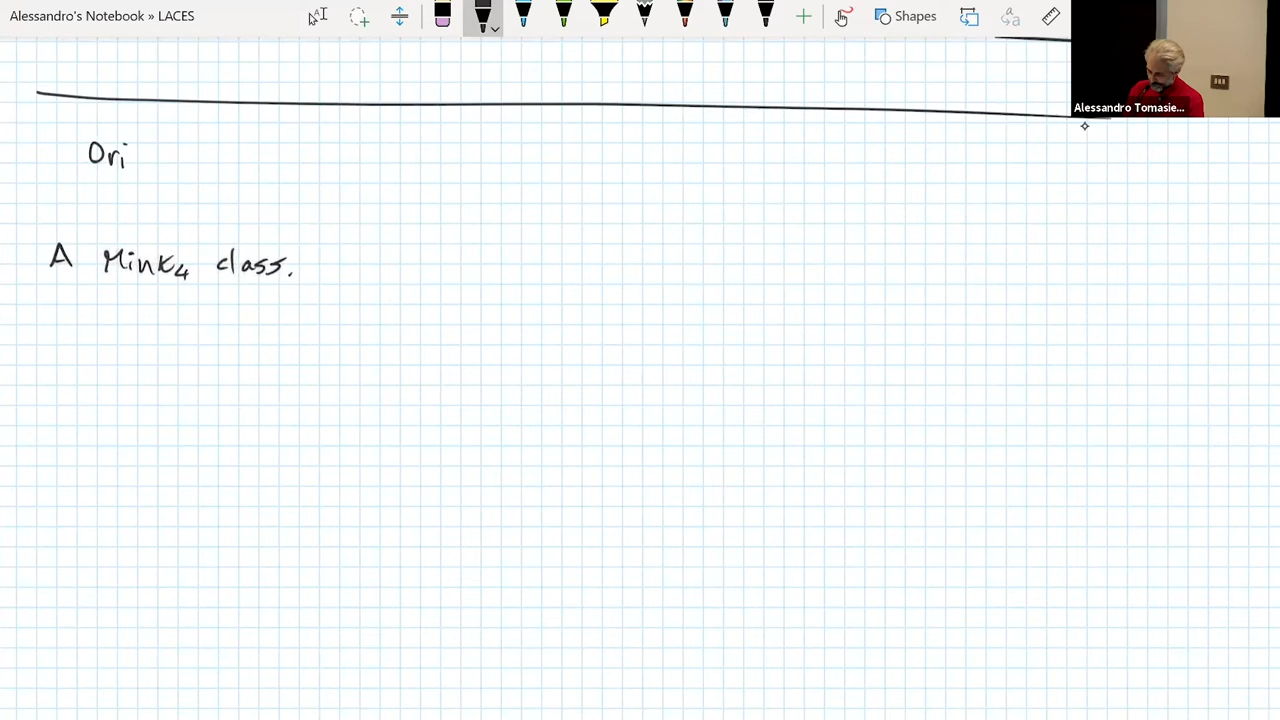 Alessandro's Notebook » LACES
Shapes
Alessandro Tomasie...
Ori
A Mink4 class.